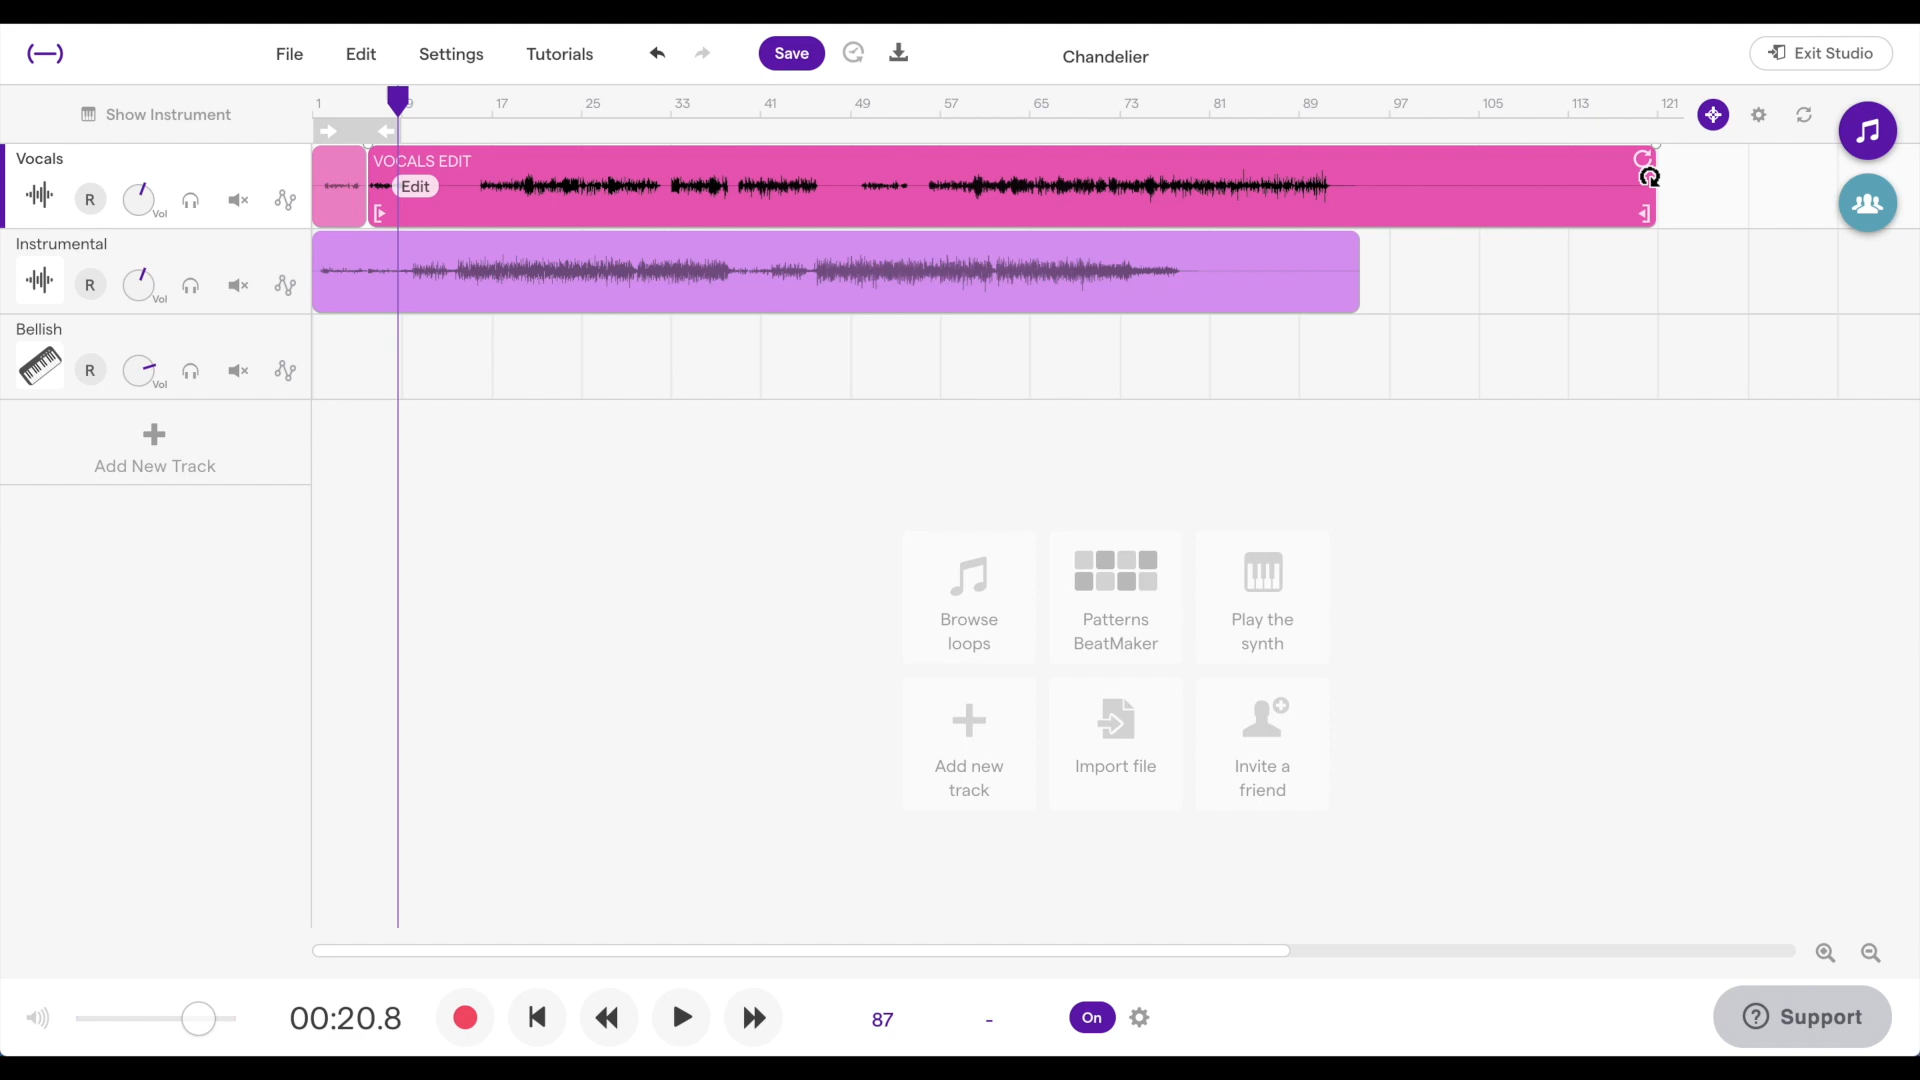 File Edit Settings Tutorials Save Chandelier Exit Studio
Show Instrument
1 9 17 25 33 41 49 57 65 73 81 89 97 105 113 121
Vocals
R Vol
VOCALS EDIT
Edit
Instrumental
R Vol
Bellish
R Vol
Add New Track
Browse
loops
Patterns
BeatMaker
Play the
synth
Add new
track
Import file
Invite a
friend
00:20.8 87 - On Support